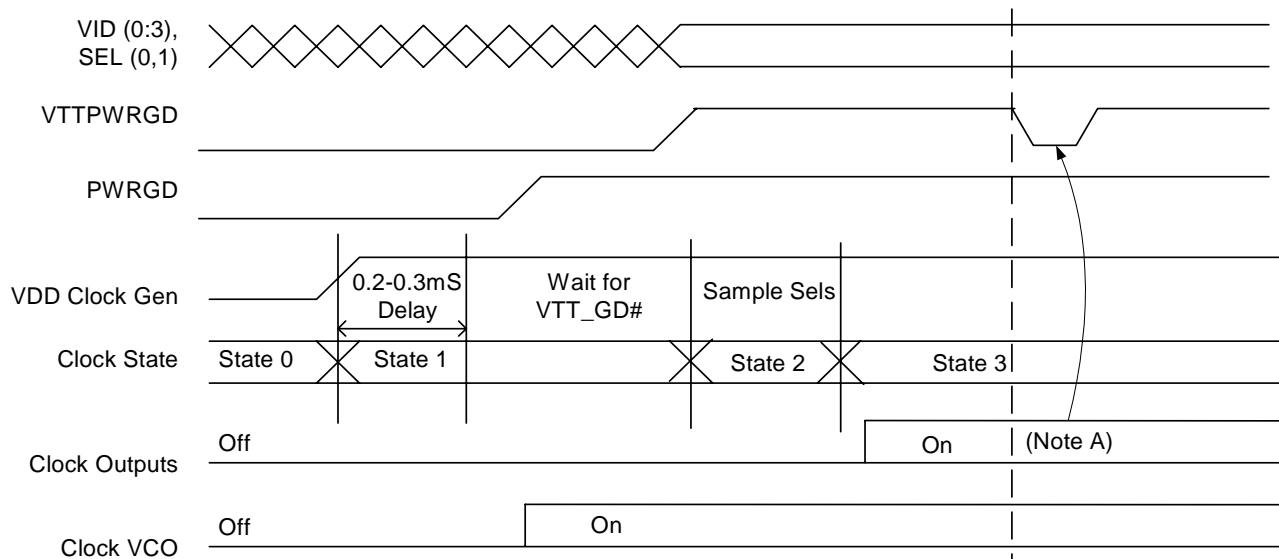 VID (0:3),
SEL (0,1)
VTTPWRGD
PWRGD
VDD Clock Gen
0.2-0.3mS
Delay
Wait for
VTT_GD#
Sample Sels
Clock State
State 0
State 1
State 2
State 3
Clock Outputs
Off
On
(Note A)
Clock VCO
Off
On